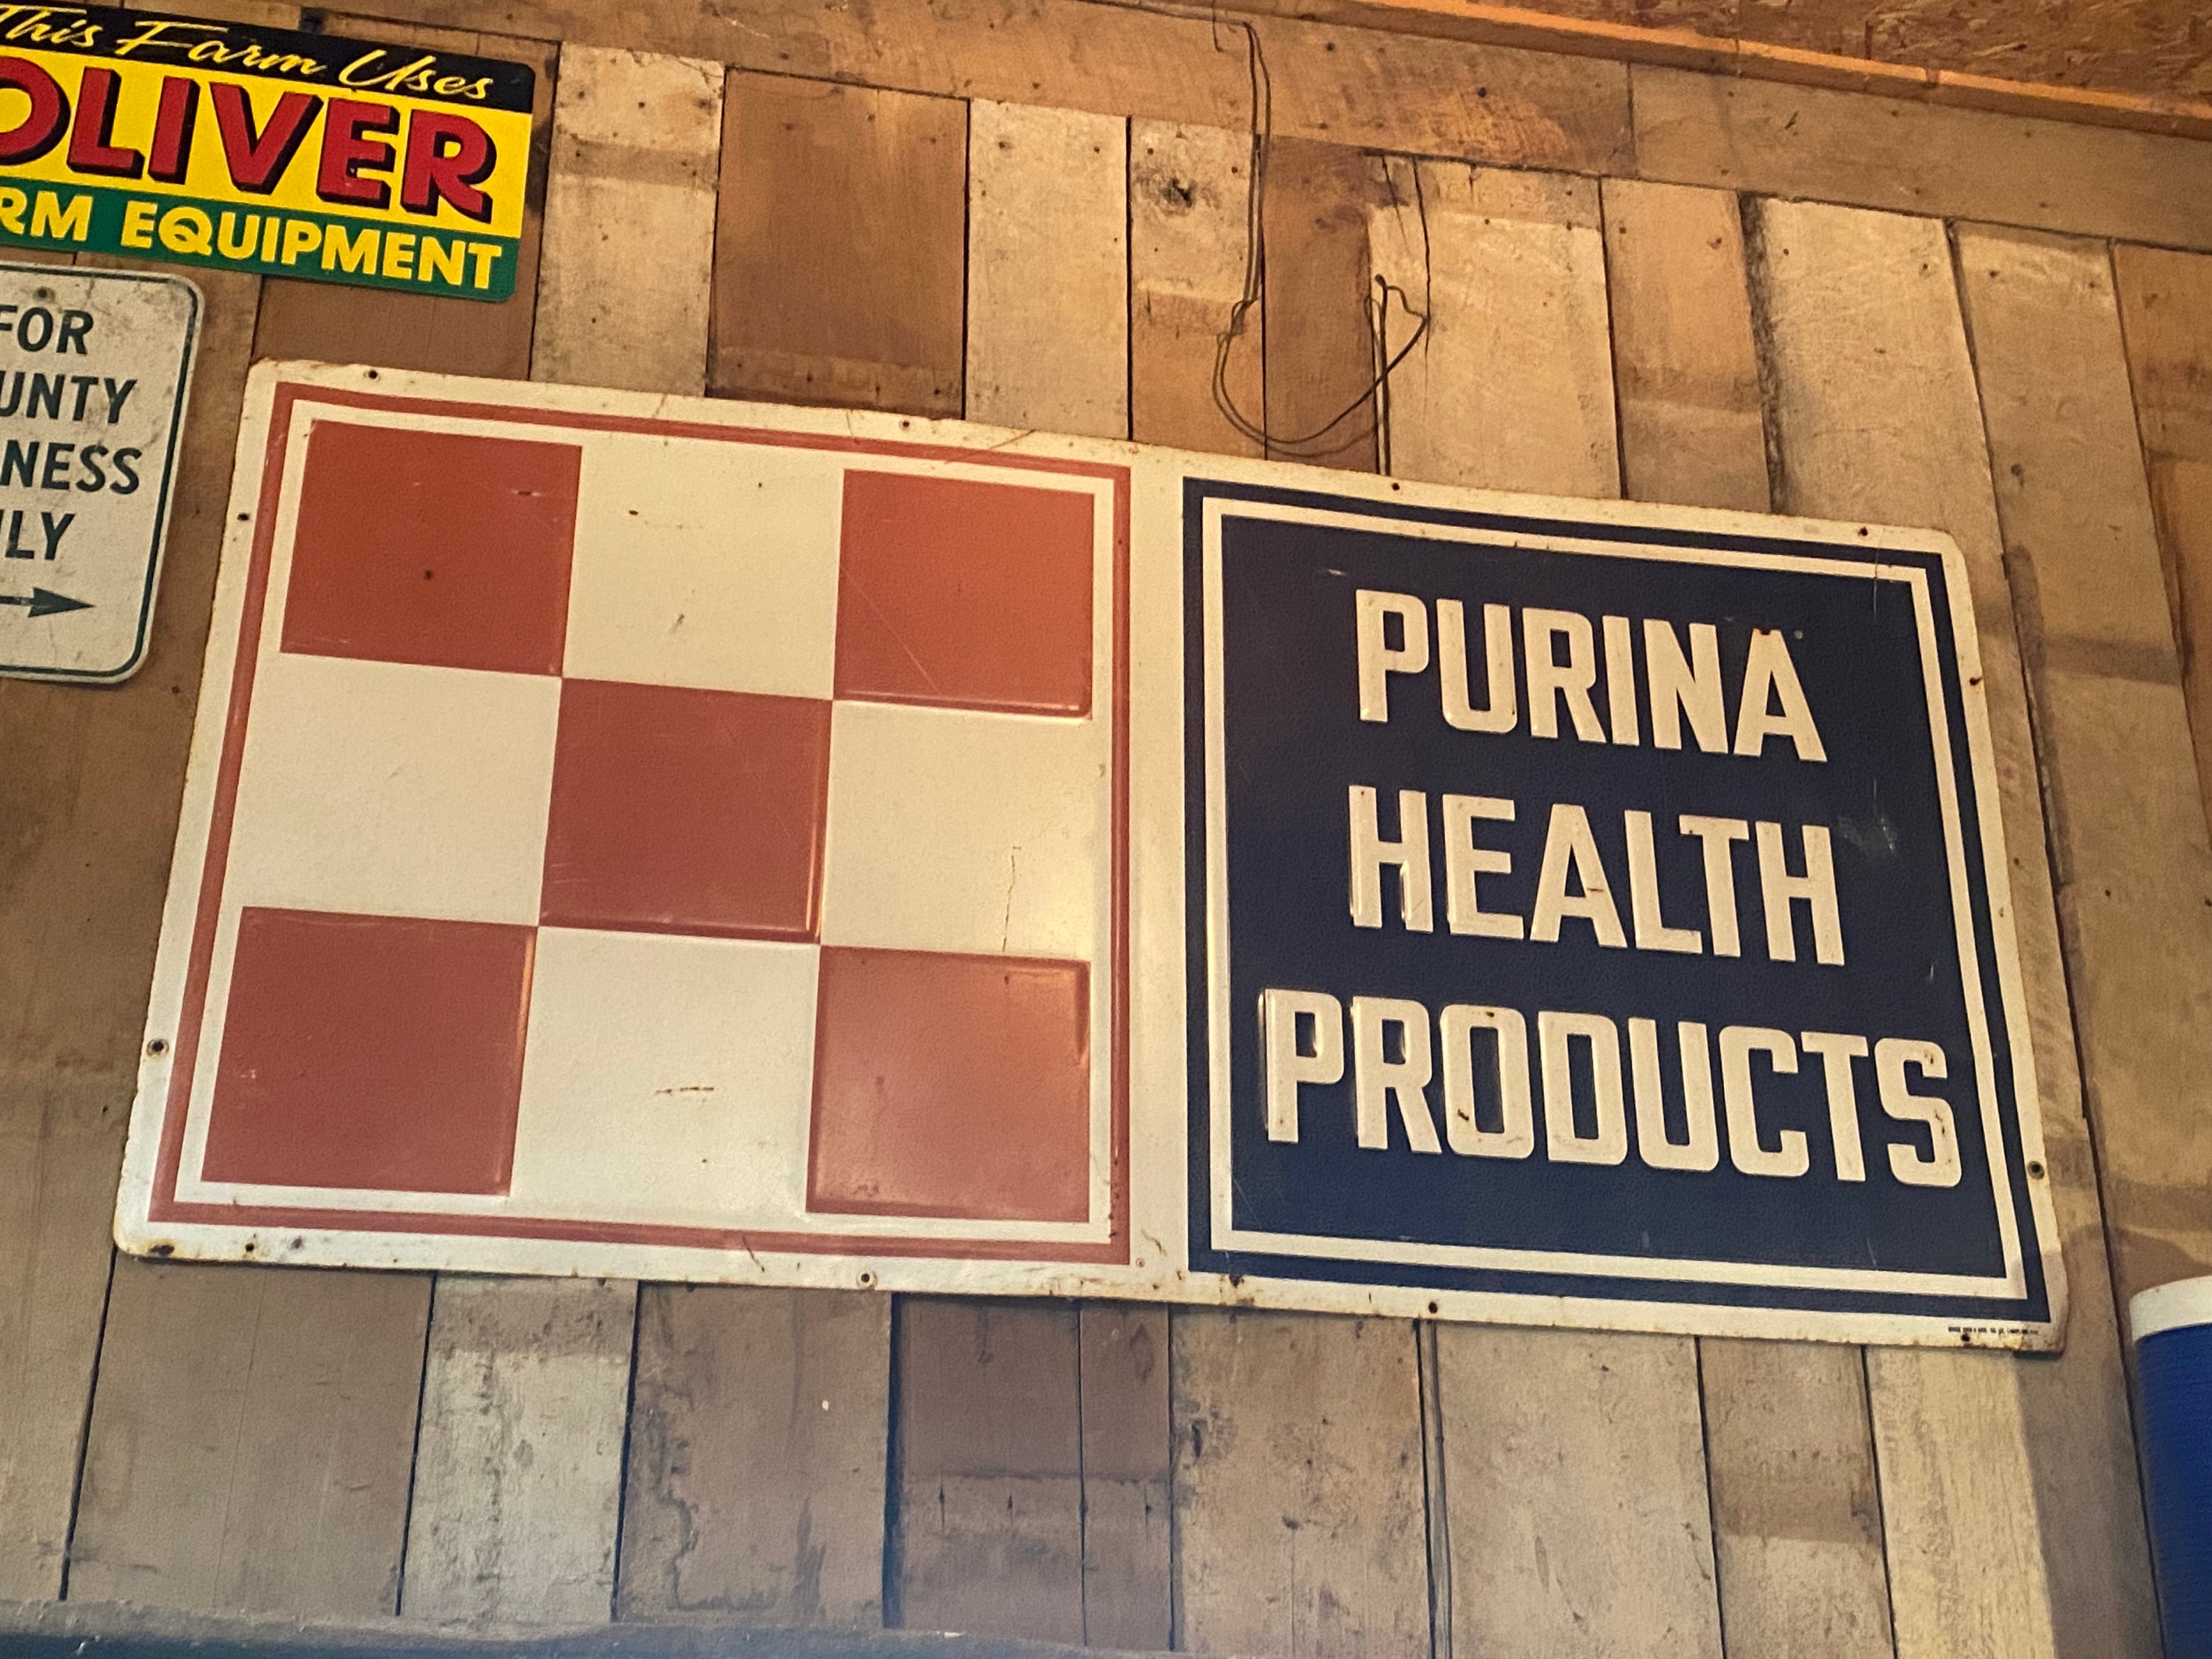 This Farm Uses
OLIVER
RM EQUIPMENT
FOR
UNTY
NESS
LY
PURINA
HEALTH
PRODUCTS